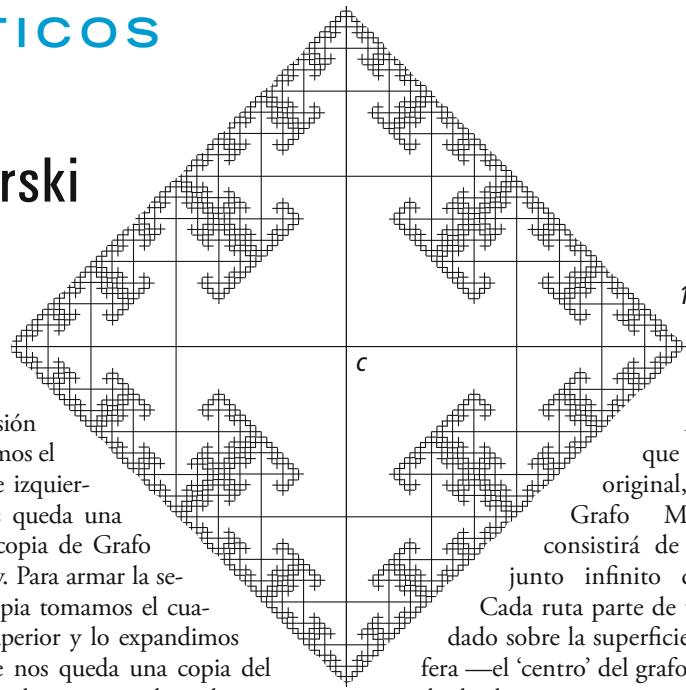 TICOS
rski
c
sión
mos el
e izquier-
queda una
copia de Grafo
y. Para armar la se-
pia tomamos el cua-
uperior y lo expandimos
e nos queda una copia del
que
original,
Grafo M
consistirá de
junto infinito
Cada ruta parte de
dado sobre la superficie
fera —el ‘centro’ del grafo